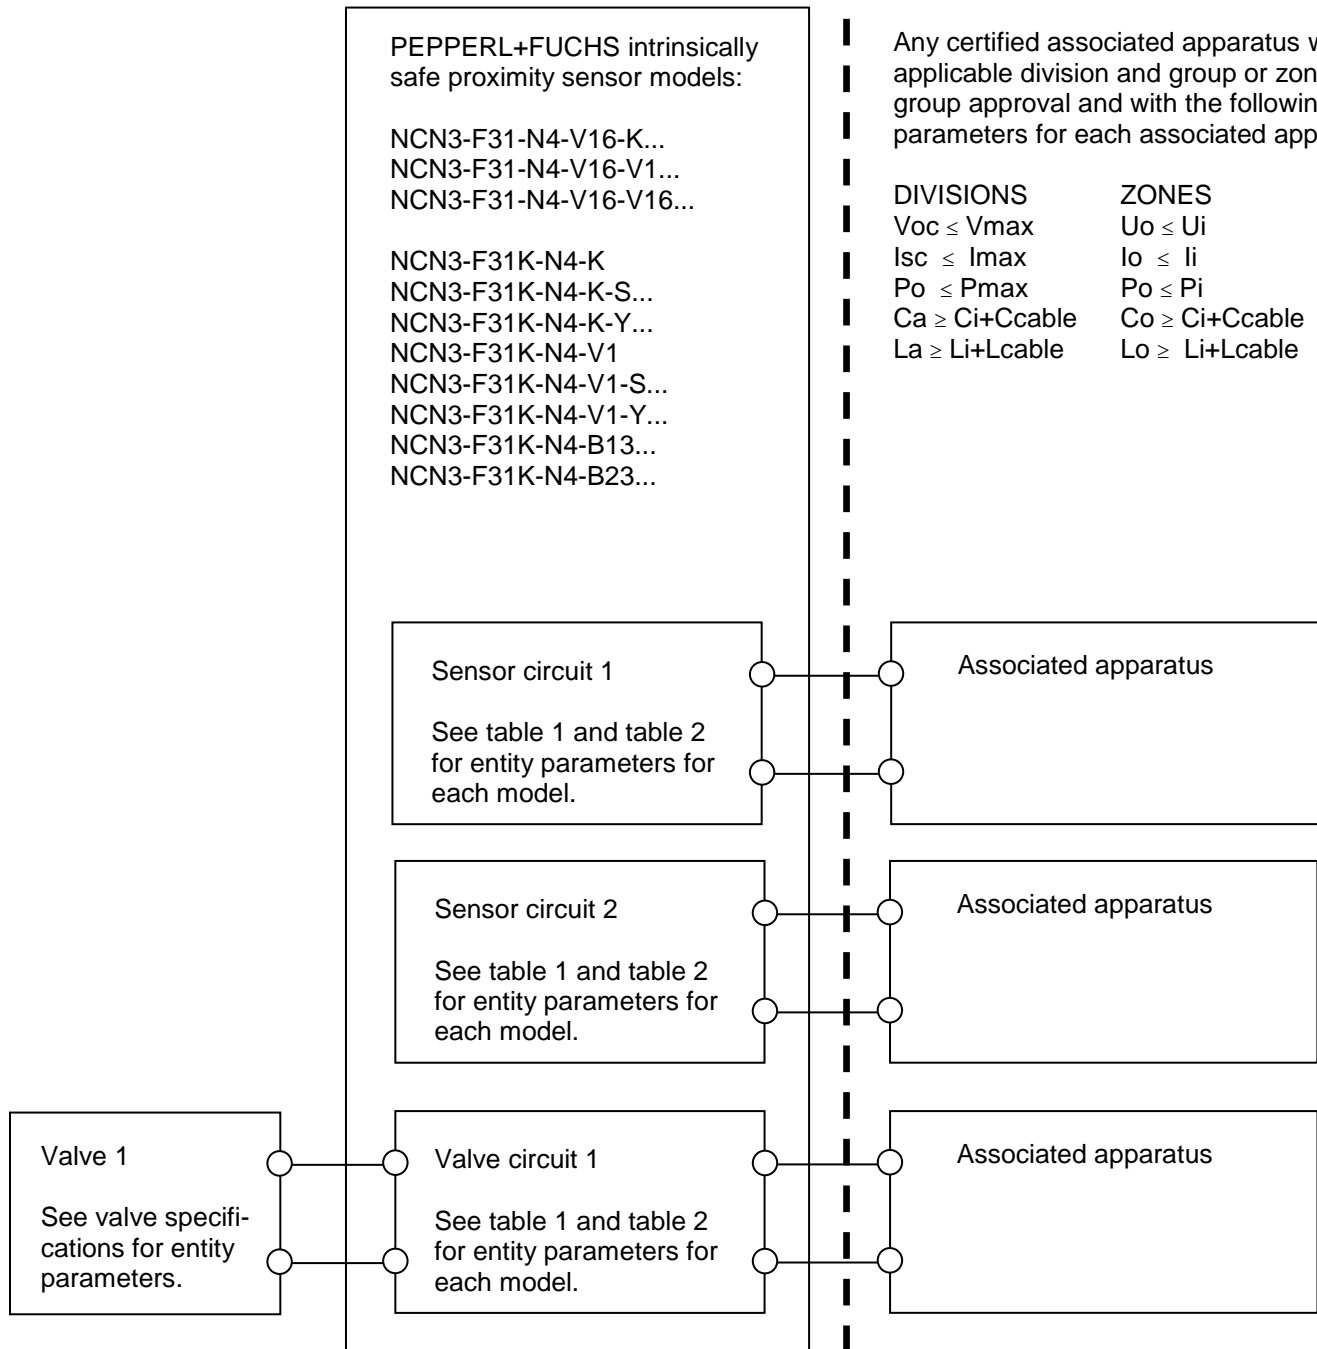 PEPPERL+FUCHS intrinsically
safe proximity sensor models:
NCN3-F31-N4-V16-K...
NCN3-F31-N4-V16-V1...
NCN3-F31-N4-V16-V16...
NCN3-F31K-N4-K
NCN3-F31K-N4-K-S...
NCN3-F31K-N4-K-Y...
NCN3-F31K-N4-V1
NCN3-F31K-N4-V1-S...
NCN3-F31K-N4-V1-Y...
NCN3-F31K-N4-B13...
NCN3-F31K-N4-B23...
Any certified associated apparatus
applicable division and group or
group approval and with the
parameters for each associated
DIVISIONS ZONES
Voc ≤ Vmax Uo ≤ Ui
Isc ≤ Imax Io ≤ Ii
Po ≤ Pmax Po ≤ Pi
Ca ≥ Ci+Ccable Co ≥ Ci+Ccable
La ≥ Li+Lcable Lo ≥ Li+Lcable
Sensor circuit 1
See table 1 and table 2
for entity parameters for
each model.
Associated apparatus
Sensor circuit 2
See table 1 and table 2
for entity parameters for
each model.
Associated apparatus
Valve 1
See valve specifi-
cations for entity
parameters.
Valve circuit 1
See table 1 and table 2
for entity parameters for
each model.
Associated apparatus